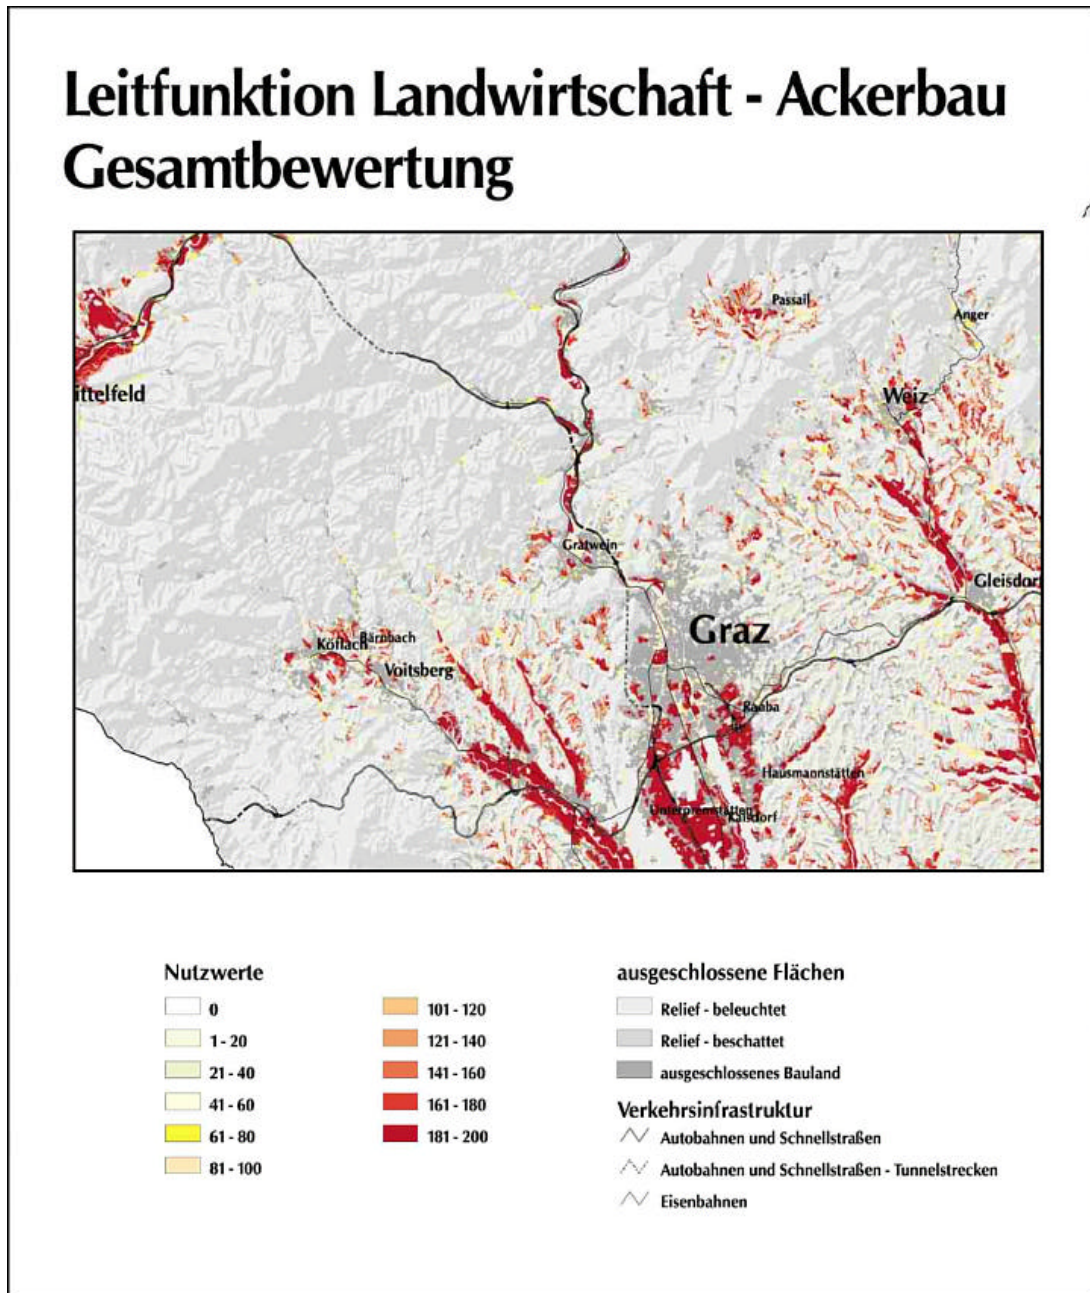 Leitfunktion Landwirtschaft - Ackerbau
Gesamtbewertung
Passail
Anger
ittelfeld
Weiz
Gratwein
Gleisdor
Graz
Bärnbach
Köflach
Voitsberg
Raaba
Hausmannstätten
Unterpremstätten
Kalsdorf
Nutzwerte
0
1 - 20
21 - 40
41 - 60
61 - 80
81 - 100
101 - 120
121 - 140
141 - 160
161 - 180
181 - 200
ausgeschlossene Flächen
Relief - beleuchtet
Relief - beschattet
ausgeschlossenes Bauland
Verkehrsinfrastruktur
Autobahnen und Schnellstraßen
Autobahnen und Schnellstraßen - Tunnelstrecken
Eisenbahnen